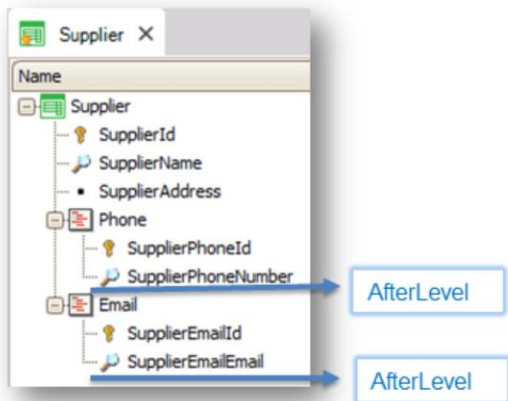 Supplier
Name
Supplier
SupplierId
SupplierName
SupplierAddress
Phone
SupplierPhoneId
SupplierPhoneNumber
AfterLevel
Email
SupplierEmailId
SupplierEmailEmail
AfterLevel